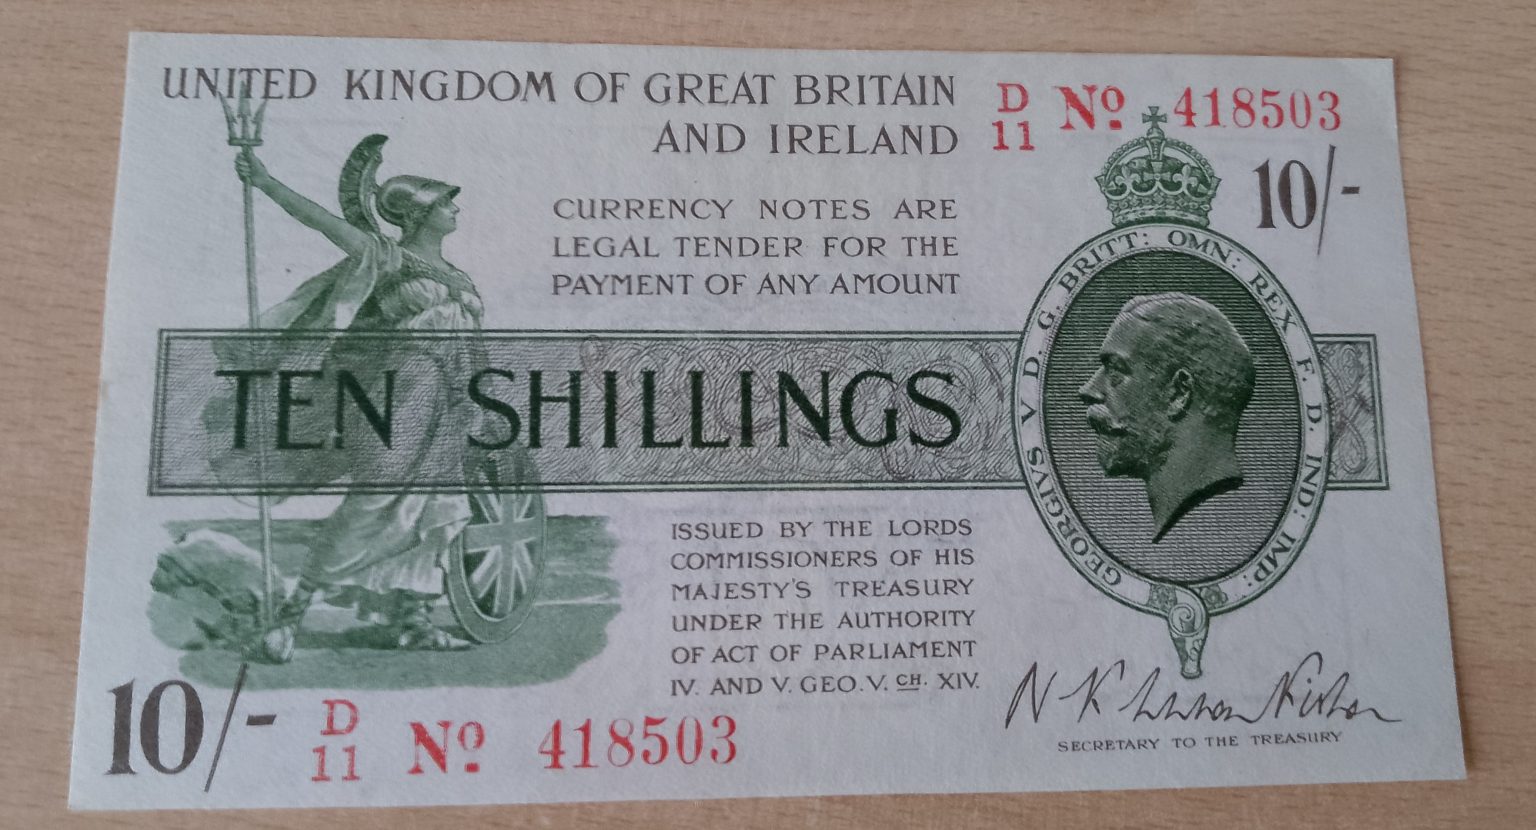 UNITED KINGDOM OF GREAT BRITAIN
AND IRELAND
D
11 No. 418503
10/-
CURRENCY NOTES ARE
LEGAL TENDER FOR THE
PAYMENT OF ANY AMOUNT
GEORGIVS V D. G. BRITT: OMN: REX F. D. IND: IMP:
TEN SHILLINGS
ISSUED BY THE LORDS
COMMISSIONERS OF HIS
MAJESTY'S TREASURY
UNDER THE AUTHORITY
OF ACT OF PARLIAMENT
IV. AND V. GEO. V. CH. XIV.
N K Warren Fisher
SECRETARY TO THE TREASURY
10/-
D
11 No. 418503